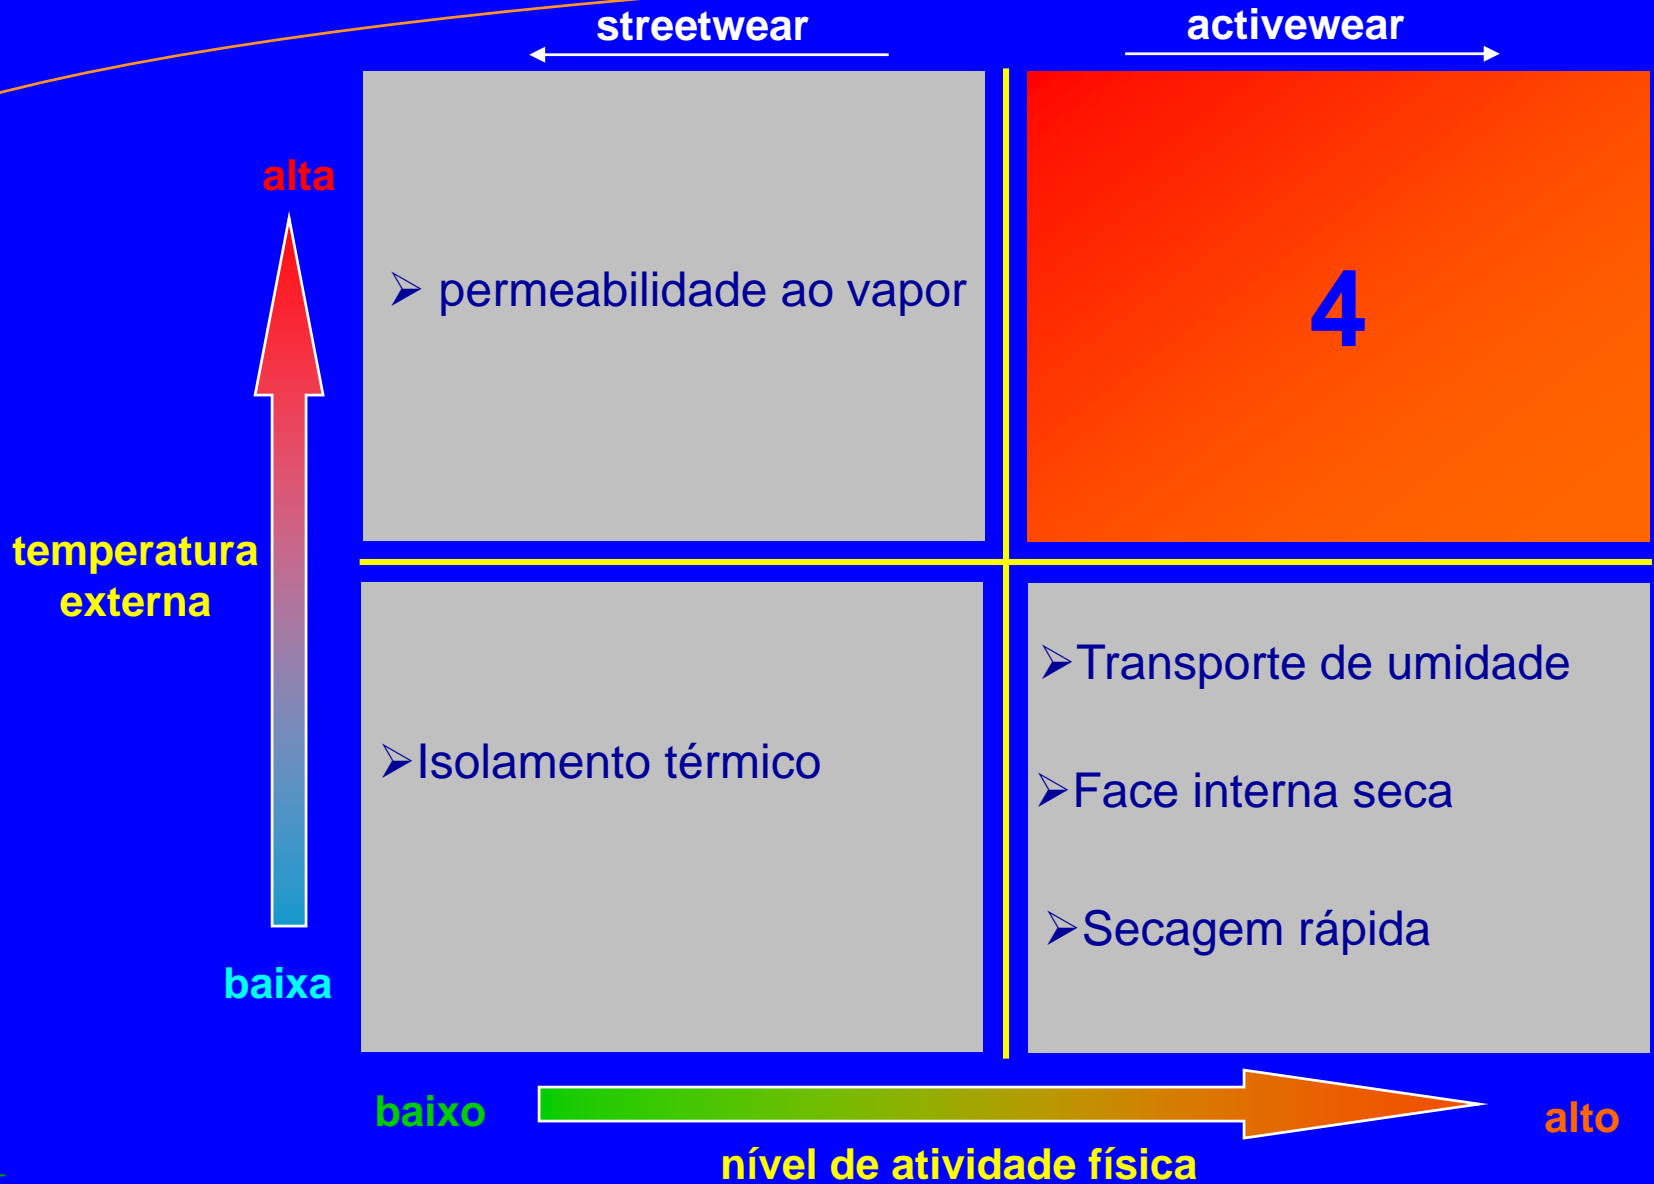 streetwear
activewear
alta
➢ permeabilidade ao vapor
4
temperatura
externa
➢Transporte de umidade
➢Isolamento térmico
➢Face interna seca
➢Secagem rápida
baixa
baixo
alto
nível de atividade física